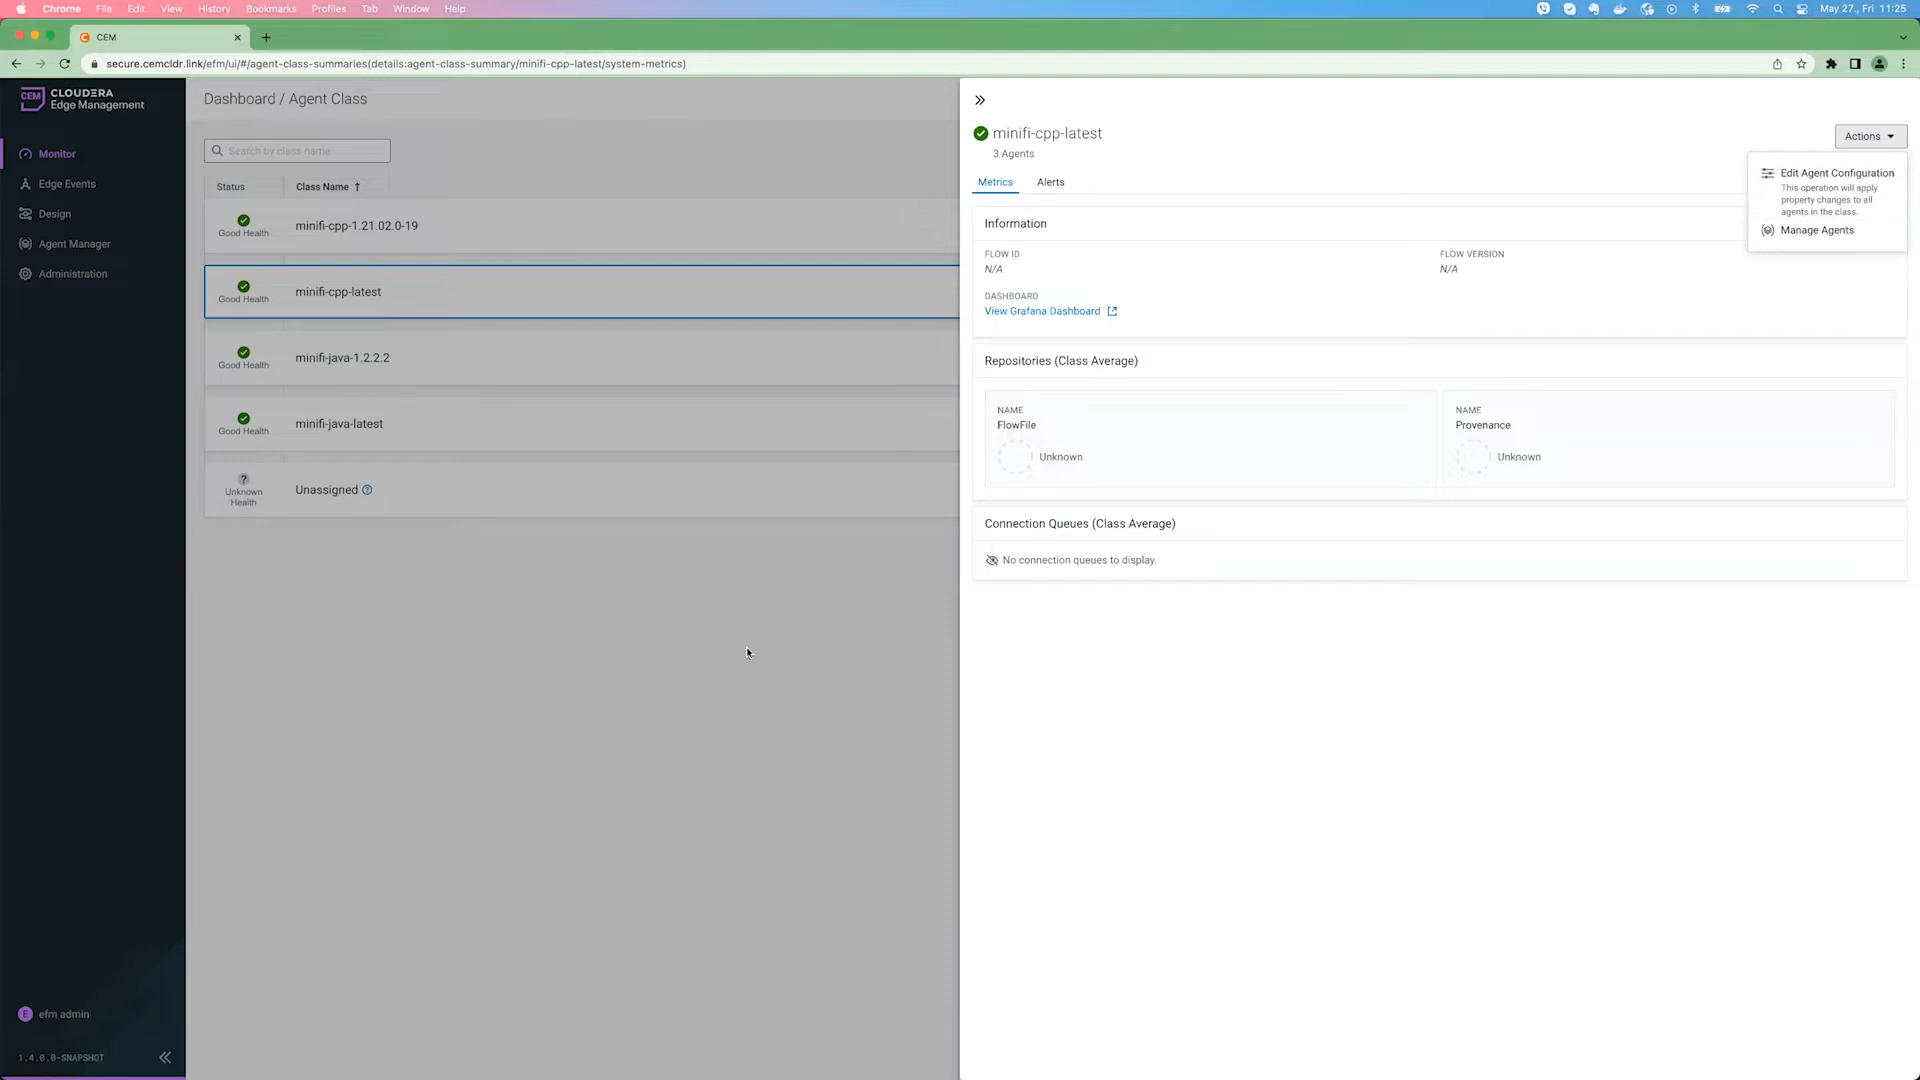 Chrome File Edit View History Bookmarks Profiles Tab Window Help May 27., Fri 11:25
CEM
secure.cemcldr.link/efm/ui/#/agent-class-summaries(details:agent-class-summary/minifi-cpp-latest/system-metrics)
CEM CLOUDERA
Edge Management
Monitor
Edge Events
Design
Agent Manager
Administration
E efm admin
1.4.0.0-SNAPSHOT
Dashboard / Agent Class
Search by class name
Status Class Name
Good Health minifi-cpp-1.21.02.0-19
Good Health minifi-cpp-latest
Good Health minifi-java-1.2.2.2
Good Health minifi-java-latest
?
Unknown
Health
Unassigned ?
minifi-cpp-latest
3 Agents
Actions
Edit Agent Configuration
This operation will apply
property changes to all
agents in the class.
Manage Agents
Metrics Alerts
Information
FLOW ID FLOW VERSION
N/A N/A
DASHBOARD
View Grafana Dashboard
Repositories (Class Average)
NAME NAME
FlowFile Provenance
Unknown Unknown
Connection Queues (Class Average)
No connection queues to display.